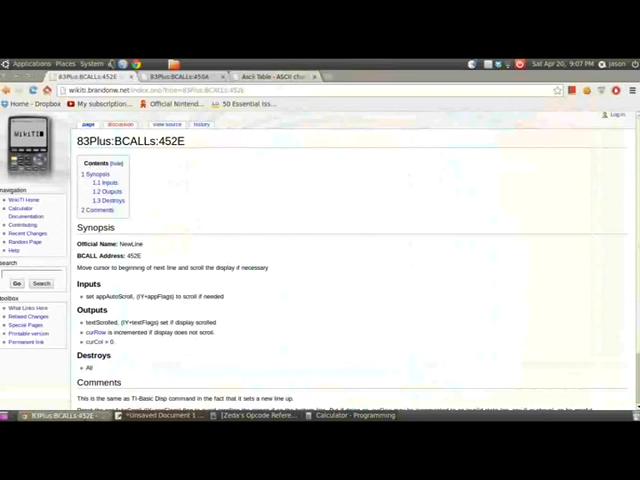 Applications Places System
Sat Apr 20, 9:07 PM jason
83Plus:BCALLs:452E
83Plus:BCALLs:450A
Ascii Table - ASCII ch
wikiti.brandonw.net/index.php?title=83Plus:BCALLs:452E
Home - Dropbox
My subscription...
Official Nintend...
50 Essential Iss...
Log in
WikiTI
page
discussion
view source
history
83Plus:BCALLs:452E
Contents [hide]
1 Synopsis
1.1 Inputs
1.2 Outputs
1.3 Destroys
2 Comments
navigation
WikiTI Home
Calculator
Documentation
Contributing
Recent Changes
Random Page
Help
search
Go
Search
toolbox
What Links Here
Related Changes
Special Pages
Printable version
Permanent link
Synopsis
Official Name: NewLine
BCALL Address: 452E
Move cursor to beginning of next line and scroll the display if necessary
Inputs
set appAutoScroll, (IY+appFlags) to scroll if needed
Outputs
textScrolled, (IY+textFlags) set if display scrolled
curRow is incremented if display does not scroll.
curCol = 0.
Destroys
All
Comments
This is the same as TI-Basic Disp command in the fact that it sets a new line up.
83Plus:BCALLs:452E -
*Unsaved Document 1 ...
[Zeda's Opcode Refere...
Calculator - Programming